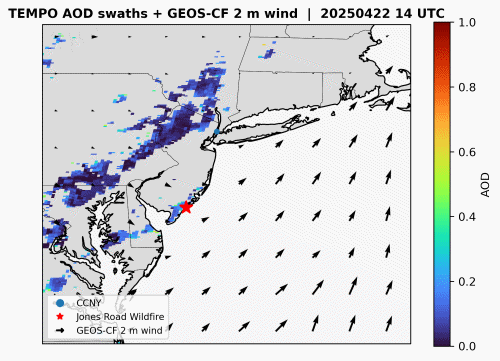 TEMPO AOD swaths + GEOS-CF 2 m wind | 20250422 14 UTC
1.0
0.8
0.6
0.4
0.2
0.0
AOD
CCNY
Jones Road Wildfire
GEOS-CF 2 m wind